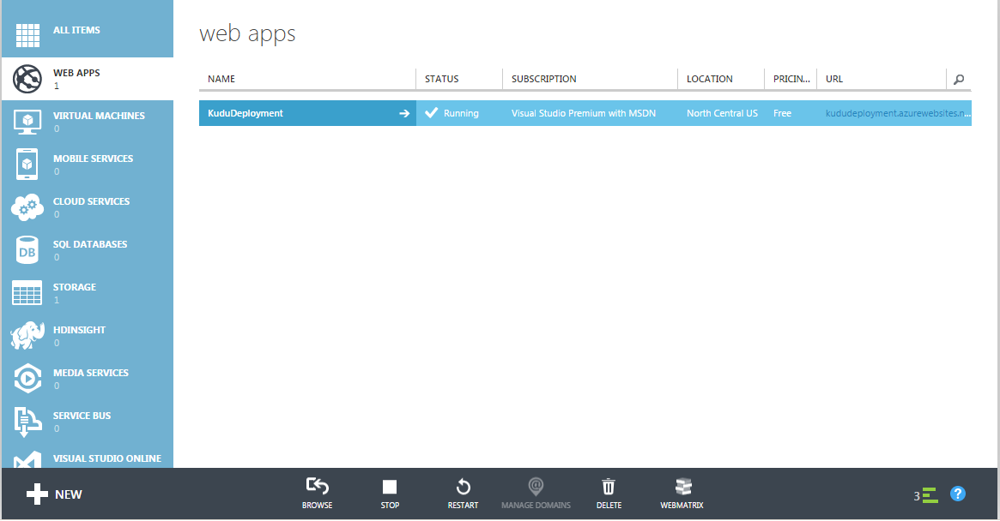 ALL ITEMS
WEB APPS
1
VIRTUAL MACHINES
0
MOBILE SERVICES
0
CLOUD SERVICES
0
DB
SQL DATABASES
0
STORAGE
1
HDINSIGHT
0
MEDIA SERVICES
0
SERVICE BUS
0
VISUAL STUDIO ONLINE
web apps
NAME STATUS SUBSCRIPTION LOCATION PRICIN... URL
KuduDeployment Running Visual Studio Premium with MSDN North Central US Free kududeployment.azurewebsites.n...
NEW
BROWSE STOP RESTART MANAGE DOMAINS DELETE WEBMATRIX
3 ?